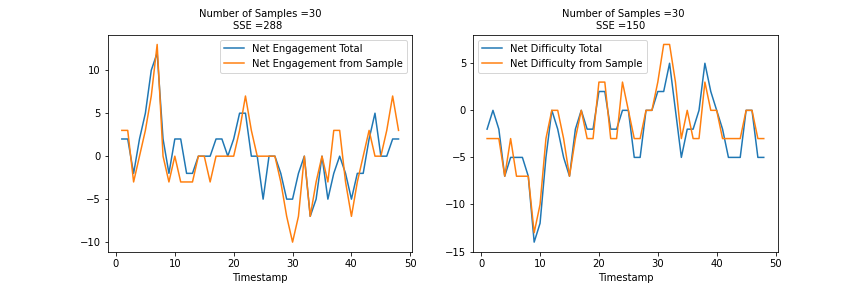 Number of Samples =30
SSE =288
Net Engagement Total
Net Engagement from Sample
10
5
0
−5
−10
0
10
20
30
40
50
Timestamp
Number of Samples =30
SSE =150
Net Difficulty Total
Net Difficulty from Sample
5
0
−5
−10
−15
0
10
20
30
40
50
Timestamp